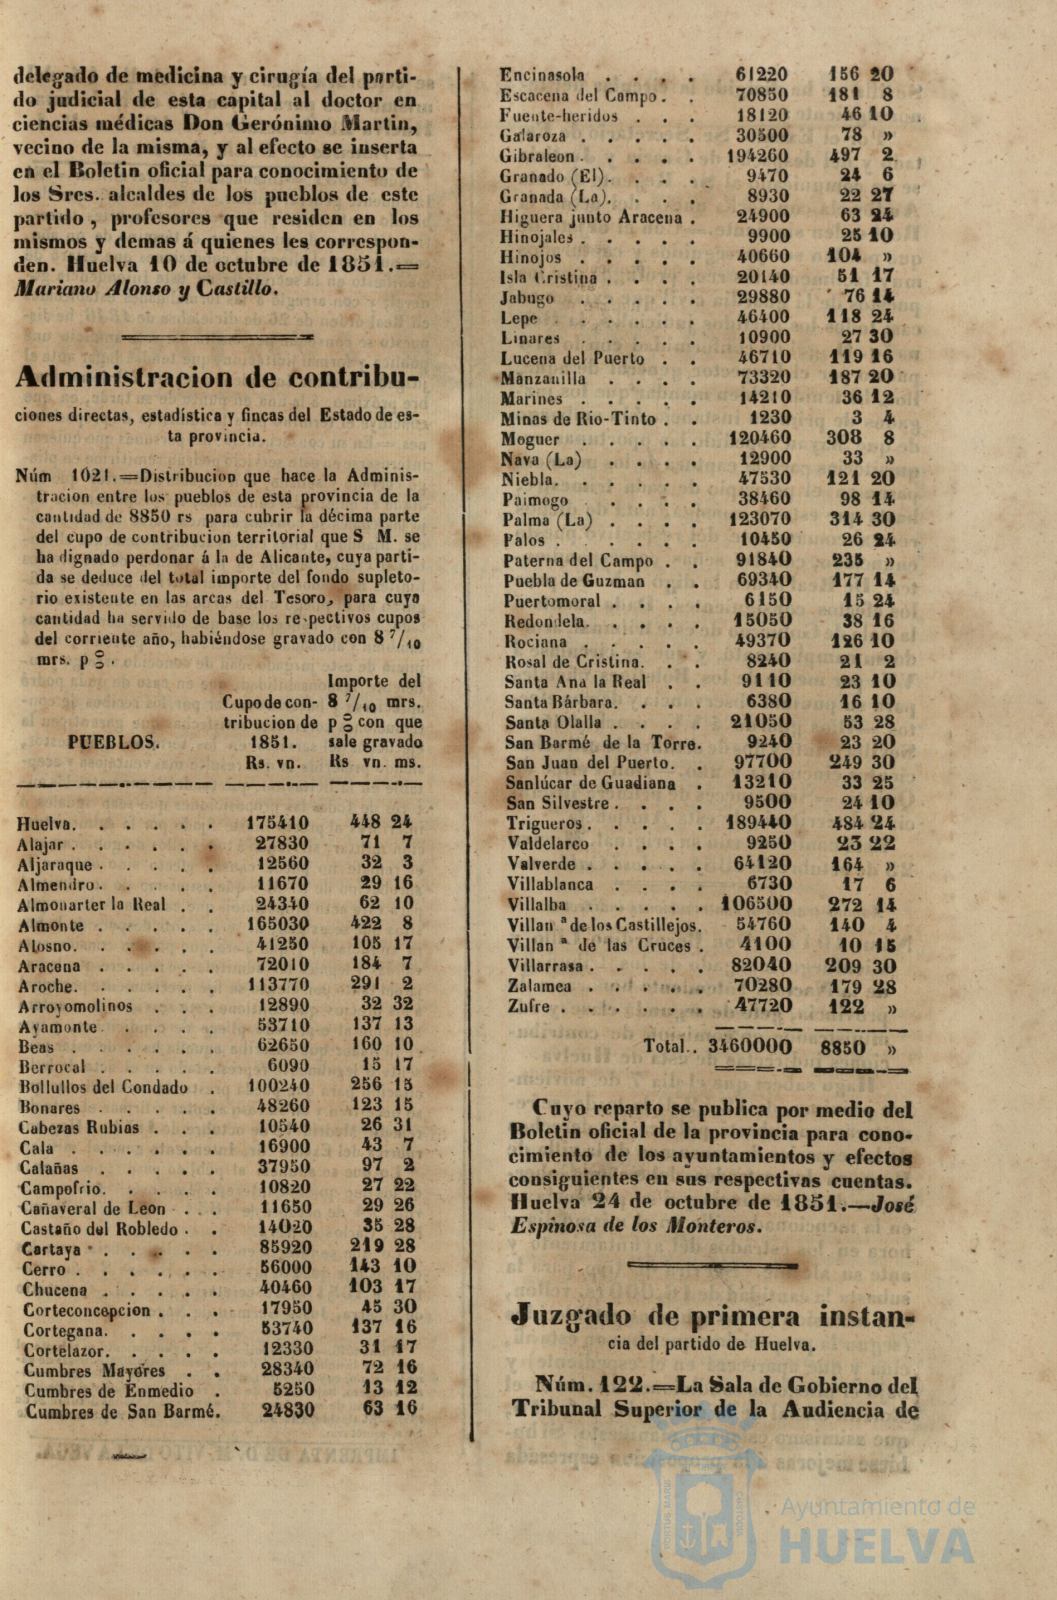 delegado de medicina y cirugía del parti-
do judicial de esta capital al doctor en
ciencias médicas Don Gerónimo Martin,
vecino de la misma, y al efecto se inserta
en el Boletin oficial para conocimiento de
los Sres. alcaldes de los pueblos de este
partido , profesores que residen en los
mismos y demas á quienes les correspon-
den. Huelva 10 de octubre de 1851.=
Mariano Alonso y Castillo.
Administracion de contribu-
ciones directas, estadística y fincas del Estado de es-
ta provincia.
Núm 1021.=Distribucion que hace la Adminis-
tracion entre los pueblos de esta provincia de la
cantidad de 8850 rs para cubrir la décima parte
del cupo de contribucion territorial que S M. se
ha dignado perdonar á la de Alicante, cuya parti-
da se deduce del total importe del fondo supleto-
rio existente en las arcas del Tesoro, para cuya
cantidad ha servido de base los respectivos cupos
del corriente año, habiéndose gravado con 8 7/10
mrs. p 0/0.
PUEBLOS.
Cupo de con-
tribucion de
1851.
Rs. vn.
Importe del
8 7/10 mrs.
p 0/0 con que
sale gravado
Rs vn. ms.
Huelva. . . . . . 175410 448 24
Alajar . . . . . . 27830 71 7
Aljaraque . . . . . 12560 32 3
Almendro. . . . . 11670 29 16
Almonarter la Real . . 24340 62 10
Almonte . . . . . 165030 422 8
Alosno. . . . . . 41250 105 17
Aracena . . . . . 72010 184 7
Aroche. . . . . . 113770 291 2
Arroyomolinos . . . 12890 32 32
Ayamonte . . . . . 53710 137 13
Beas . . . . . . 62650 160 10
Berrocal . . . . . 6090 15 17
Bollullos del Condado . 100240 256 15
Bonares . . . . . 48260 123 15
Cabezas Rubias . . . 10540 26 31
Cala . . . . . . 16900 43 7
Calañas . . . . . 37950 97 2
Campofrio. . . . . 10820 27 22
Cañaveral de Leon . . 11650 29 26
Castaño del Robledo . . 14020 35 28
Cartaya . . . . . 85920 219 28
Cerro . . . . . . 56000 143 10
Chucena . . . . . 40460 103 17
Corteconcepcion . . . 17950 45 30
Cortegana. . . . . 53740 137 16
Cortelazor. . . . . 12330 31 17
Cumbres Mayores . . 28340 72 16
Cumbres de Enmedio . 5250 13 12
Cumbres de San Barmé. 24830 63 16
Encinasola . . . . 61220 156 20
Escacena del Campo. . 70850 181 8
Fuente-heridos . . . 18120 46 10
Galaroza . . . . . 30500 78 »
Gibraleon . . . . . 194260 497 2
Granado (El). . . . 9470 24 6
Granada (La). . . . 8930 22 27
Higuera junto Aracena . 24900 63 24
Hinojales . . . . . 9900 25 10
Hinojos . . . . . 40660 104 »
Isla Cristina . . . . 20140 51 17
Jabugo . . . . . 29880 76 14
Lepe . . . . . . 46400 118 24
Linares . . . . . 10900 27 30
Lucena del Puerto . . 46710 119 16
Manzanilla . . . . 73320 187 20
Marines . . . . . 14210 36 12
Minas de Rio-Tinto . . 1230 3 4
Moguer . . . . . 120460 308 8
Nava (La) . . . . 12900 33 »
Niebla. . . . . . 47530 121 20
Paimogo . . . . . 38460 98 14
Palma (La) . . . . 123070 314 30
Palos . . . . . . 10450 26 24
Paterna del Campo . . 91840 235 »
Puebla de Guzman . . 69340 177 14
Puertomoral . . . . 6150 15 24
Redondela. . . . . 15050 38 16
Rociana . . . . . 49370 126 10
Rosal de Cristina. . . 8240 21 2
Santa Ana la Real . . 9110 23 10
Santa Bárbara. . . . 6380 16 10
Santa Olalla . . . . 21050 53 28
San Barmé de la Torre. 9240 23 20
San Juan del Puerto. . 97700 249 30
Sanlúcar de Guadiana . 13210 33 25
San Silvestre . . . . 9500 24 10
Trigueros . . . . . 189440 484 24
Valdelarco . . . . 9250 23 22
Valverde . . . . . 64120 164 »
Villablanca . . . . 6730 17 6
Villalba . . . . . 106500 272 14
Villan.ª de los Castillejos. 54760 140 4
Villan ª de las Cruces . 4100 10 15
Villarrasa . . . . . 82040 209 30
Zalamea . . . . . 70280 179 28
Zufre . . . . . . 47720 122 »
Total.. 3460000 8850 »
Cuyo reparto se publica por medio del
Boletin oficial de la provincia para cono-
cimiento de los ayuntamientos y efectos
consiguientes en sus respectivas cuentas.
Huelva 24 de octubre de 1851.—José
Espinosa de los Monteros.
Juzgado de primera instan-
cia del partido de Huelva.
Núm. 122.=La Sala de Gobierno del
Tribunal Superior de la Audiencia de
Ayuntamiento de
HUELVA